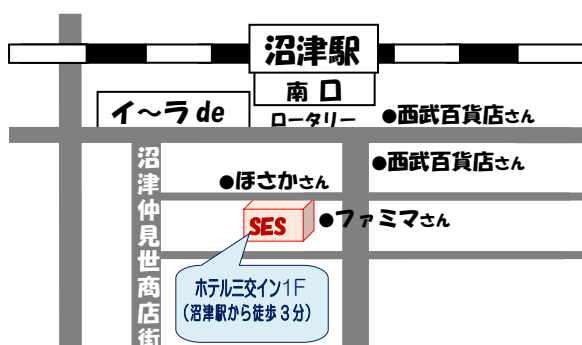 沼津駅
南口
イ～ラde
ロータリー
●西武百貨店さん
●西武百貨店さん
沼津仲見世商店街
●ほさかさん
SES
●ファミマさん
ホテル三交イン1F
(沼津駅から徒歩3分)